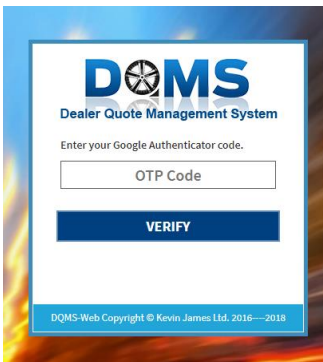 DQMS
Dealer Quote Management System
Enter your Google Authenticator code.
OTP Code
VERIFY
DQMS-Web Copyright © Kevin James Ltd. 2016----2018